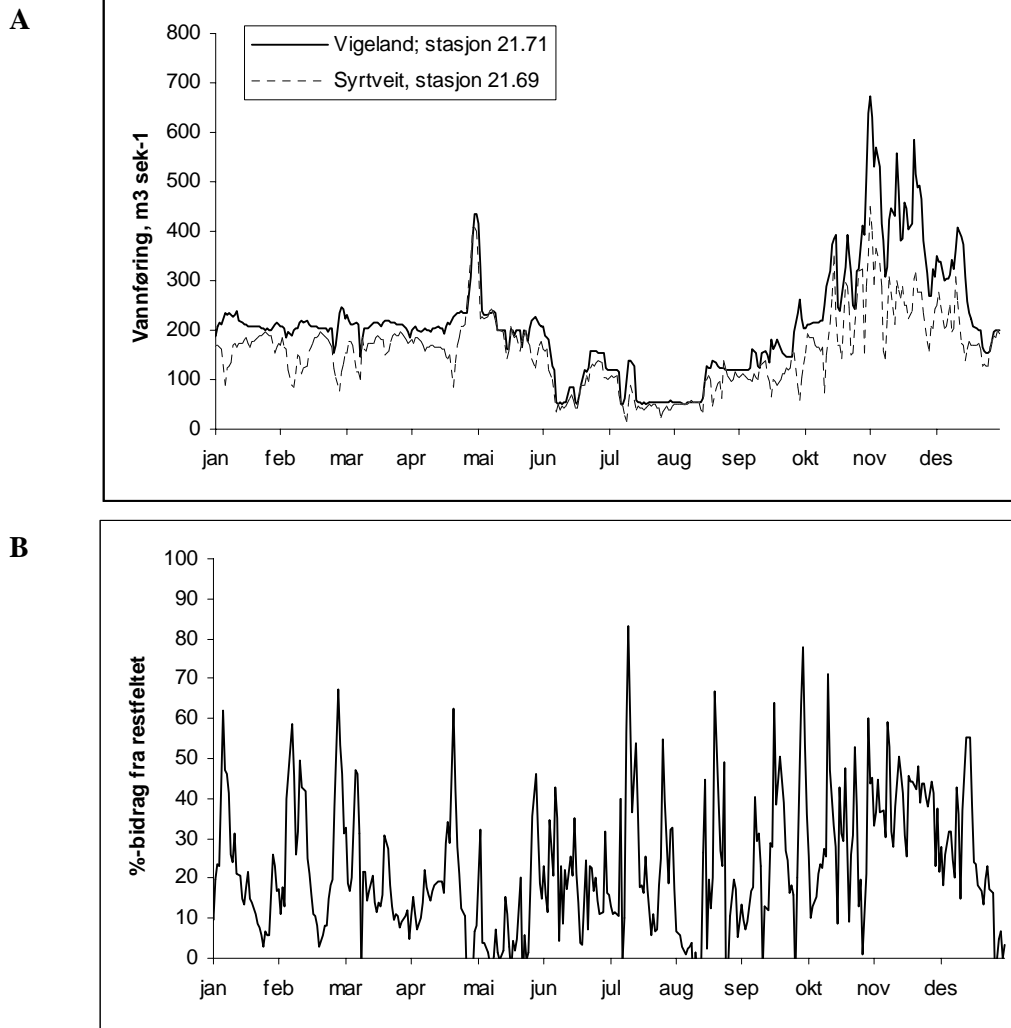 A
Vannføring, m3 sek-1
800
700
600
500
400
300
200
100
0
Vigeland; stasjon 21.71
Syrtveit, stasjon 21.69
jan feb mar apr mai jun jul aug sep okt nov des
B
%-bidrag fra restfeltet
100
90
80
70
60
50
40
30
20
10
0
jan feb mar apr mai jun jul aug sep okt nov des